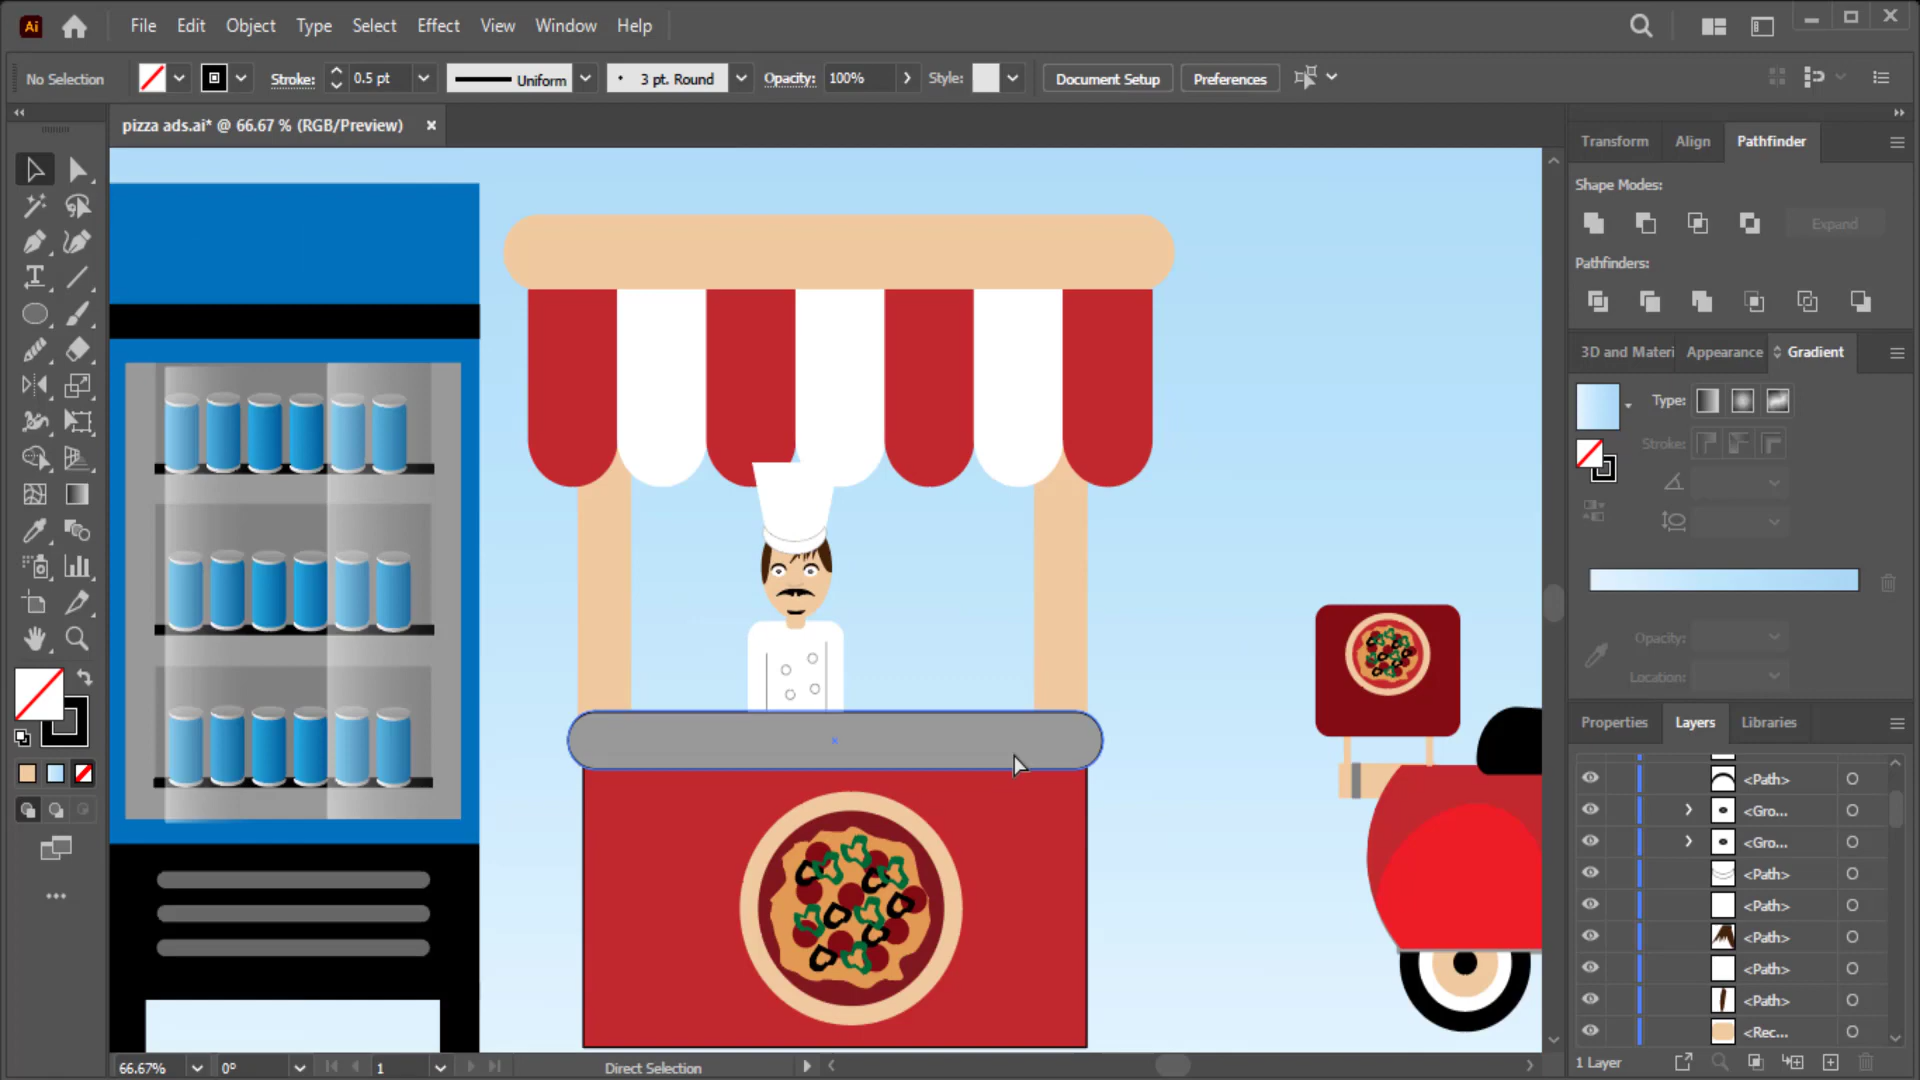 Ai File Edit Object Type Select Effect View Window Help
No Selection Stroke: 0.5 pt Uniform 3 pt. Round Opacity: 100% Style: Document Setup Preferences
pizza ads.ai* @ 66.67 % (RGB/Preview)
Transform Align Pathfinder
Shape Modes:
Expand
Pathfinders:
3D and Materi Appearance Gradient
Type:
Stroke:
Opacity:
Location:
Properties Layers Libraries
<Path>
<Gro...
<Gro...
<Path>
<Path>
<Path>
<Path>
<Path>
<Rec...
66.67% 0° 1 Direct Selection 1 Layer